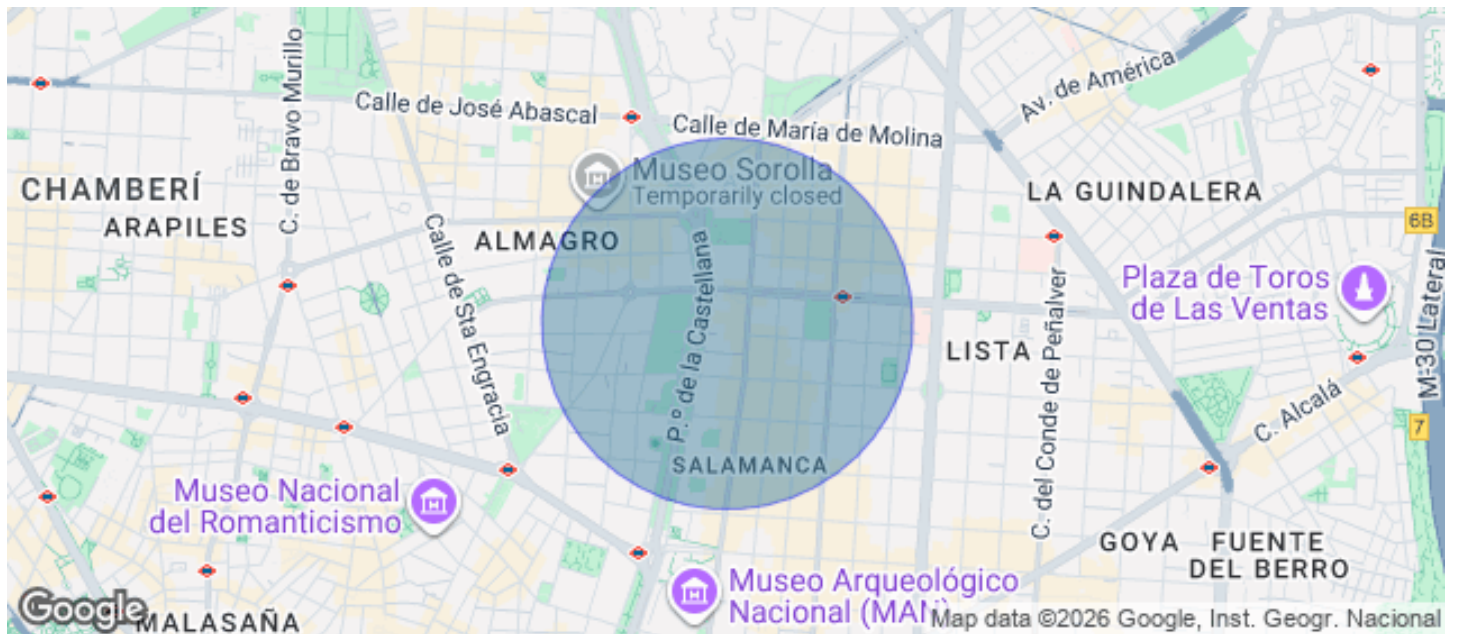 C. de Bravo Murillo
Calle de José Abascal
Av. de América
Calle de María de Molina
Museo Sorolla
Temporarily closed
CHAMBERÍ
ARAPILES
LA GUINDALERA
6B
ALMAGRO
Calle de Sta Engracia
P.º de la Castellana
Plaza de Toros
de Las Ventas
M-30 Lateral
LISTA
C. del Conde de Peñalver
C. Alcalá
7
SALAMANCA
Museo Nacional
del Romanticismo
GOYA
FUENTE
DEL BERRO
Museo Arqueológico
Nacional (MAN)
Google
MALASAÑA
Map data ©2026 Google, Inst. Geogr. Nacional